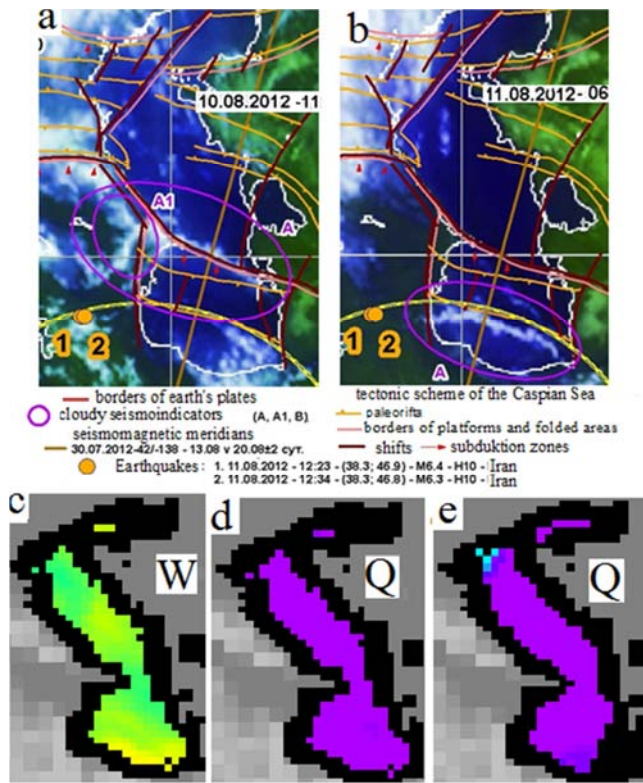 a
b
10.08.2012 -11
11.08.2012- 06
A1
A
1 2
1 2
A
borders of earth's plates
cloudy seismoindicators (A, A1, B)
seismomagnetic meridians
30.07.2012-42/-138 - 13.08 v 20.08±2 сут.
tectonic scheme of the Caspian Sea
paleorifts
borders of platforms and folded areas
shifts subduktion zones
Earthquakes: 1. 11.08.2012 - 12:23 - (38.3; 46.9) - M6.4 - H10 - Iran
2. 11.08.2012 - 12:34 - (38.3; 46.8) - M6.3 - H10 - Iran
c
W
d
Q
e
Q